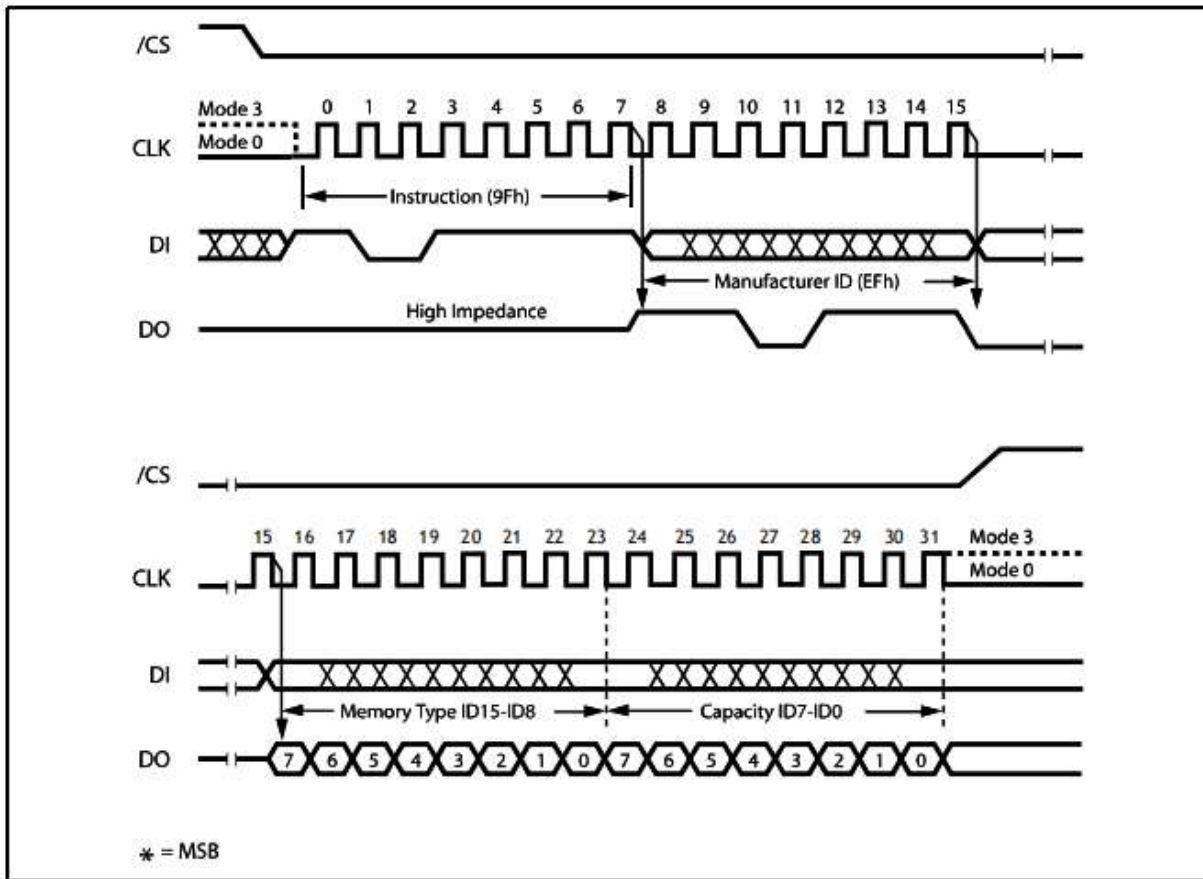 /CS
Mode 3
0 1 2 3 4 5 6 7 8 9 10 11 12 13 14 15
CLK
Mode 0
Instruction (9Fh)
DI
Manufacturer ID (EFh)
High Impedance
DO
/CS
15 16 17 18 19 20 21 22 23 24 25 26 27 28 29 30 31
Mode 3
CLK
Mode 0
DI
Memory Type ID15-ID8
Capacity ID7-ID0
DO
7 6 5 4 3 2 1 0 7 6 5 4 3 2 1 0
* = MSB